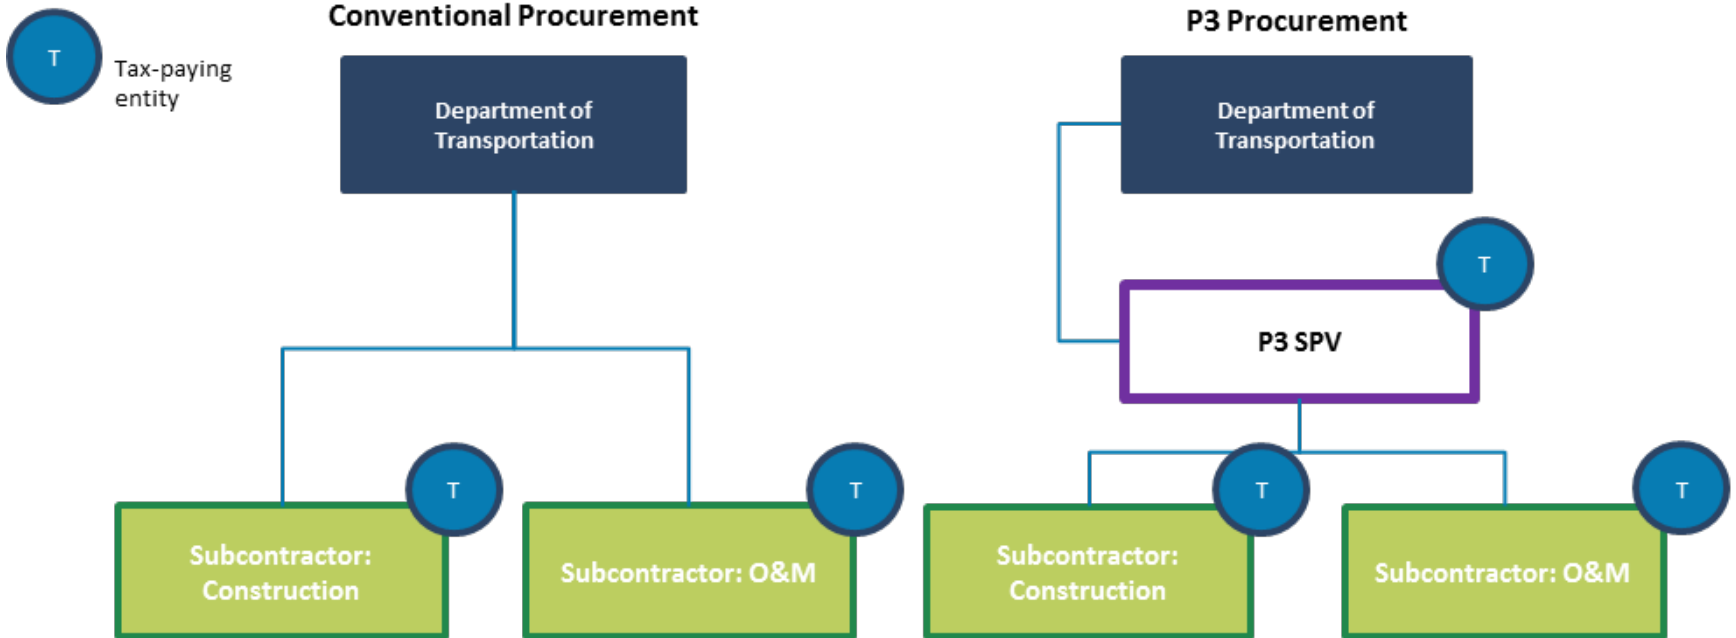 Conventional Procurement
P3 Procurement
T
Tax-paying
entity
Department of
Transportation
Department of
Transportation
T
P3 SPV
T
T
T
T
Subcontractor:
Construction
Subcontractor: O&M
Subcontractor:
Construction
Subcontractor: O&M